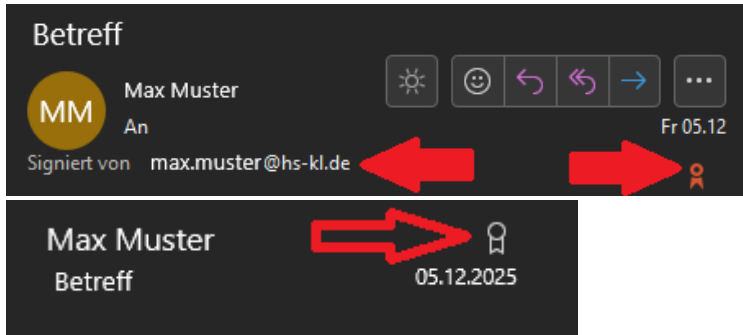 Betreff
MM
Max Muster
An
Fr 05.12
Signiert von max.muster@hs-kl.de
Max Muster
Betreff
05.12.2025